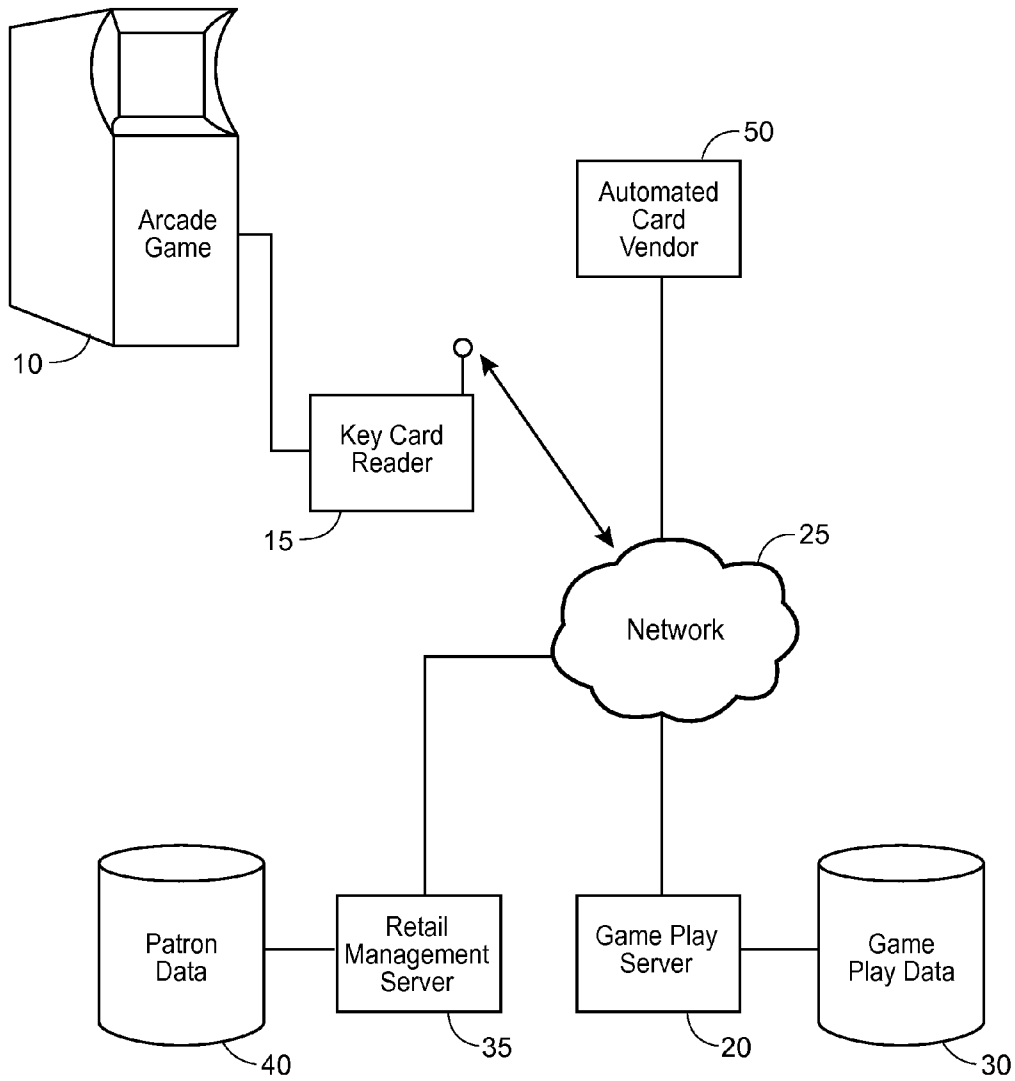 50
Automated
Card
Vendor
Arcade
Game
10
Key Card
Reader
15
25
Network
Patron
Data
40
Retail
Management
Server
35
Game Play
Server
20
Game
Play Data
30